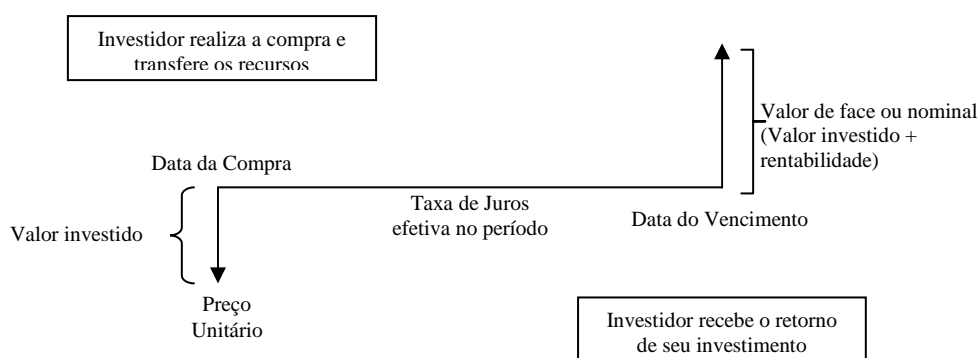 Investidor realiza a compra e
transfere os recursos
Valor de face ou nominal
(Valor investido +
rentabilidade)
Data da Compra
Taxa de Juros
efetiva no período
Data do Vencimento
Valor investido
Preço
Unitário
Investidor recebe o retorno
de seu investimento